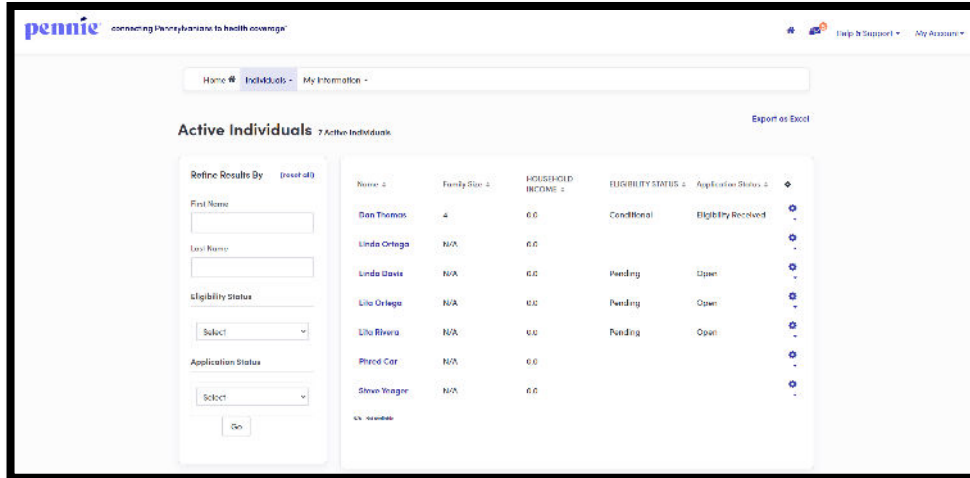 pennie connecting Pennsylvanians to health coverage
Help & Support My Account
Home Individuals My Information
Active Individuals 7 Active Individuals
Export as Excel
Refine Results By (reset all)
First Name
Last Name
Eligibility Status
Select
Application Status
Select
Go
Name Family Size HOUSEHOLD INCOME ELIGIBILITY STATUS Application Status
Dan Thomas 4 0.0 Conditional Eligibility Received
Linda Ortega N/A 0.0
Linda Davis N/A 0.0 Pending Open
Lita Ortega N/A 0.0 Pending Open
Lita Rivera N/A 0.0 Pending Open
Phred Car N/A 0.0
Steve Yeager N/A 0.0